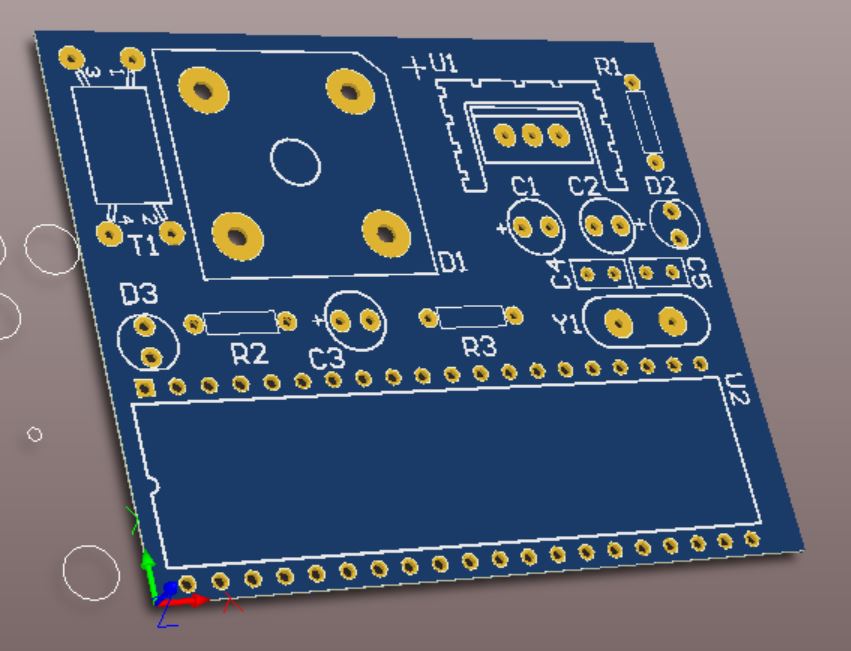 3 1
+ U1
R1
C1
C2
D2
+
+
4 2
T1
D1
C4
C5
D3
R2
+
C3
R3
Y1
U2
Y
X
Z